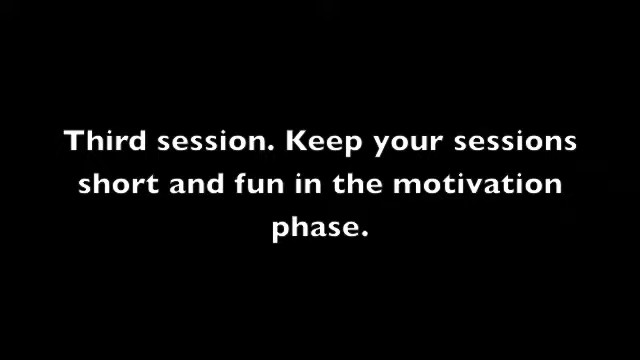 Third session. Keep your sessions
short and fun in the motivation
phase.